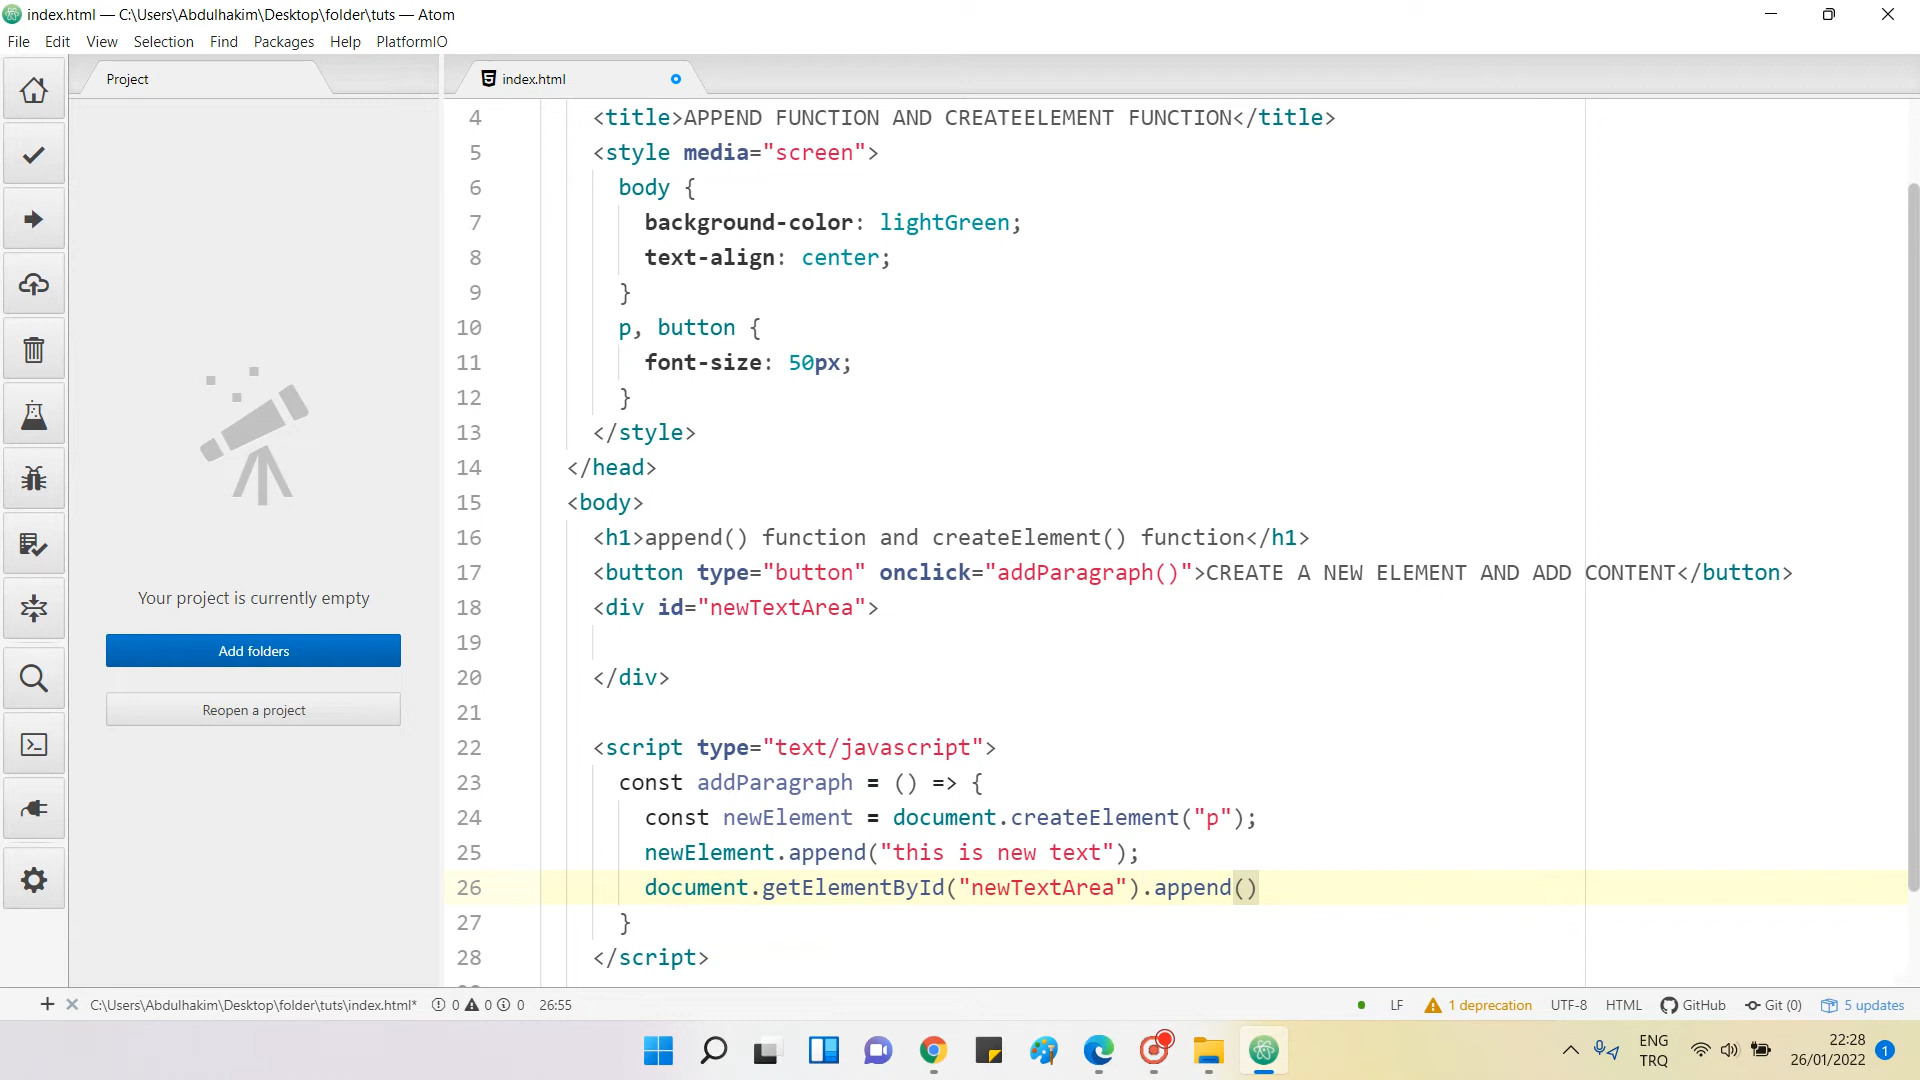 index.html — C:\Users\Abdulhakim\Desktop\folder\tuts — Atom
File Edit View Selection Find Packages Help PlatformIO
Project
index.html
4 <title>APPEND FUNCTION AND CREATEELEMENT FUNCTION</title>
5 <style media="screen">
6 body {
7 background-color: lightGreen;
8 text-align: center;
9 }
10 p, button {
11 font-size: 50px;
12 }
13 </style>
14 </head>
15 <body>
16 <h1>append() function and createElement() function</h1>
17 <button type="button" onclick="addParagraph()">CREATE A NEW ELEMENT AND ADD CONTENT</button>
18 <div id="newTextArea">
19
20 </div>
21
22 <script type="text/javascript">
23 const addParagraph = () => {
24 const newElement = document.createElement("p");
25 newElement.append("this is new text");
26 document.getElementById("newTextArea").append()
27 }
28 </script>
Your project is currently empty
Add folders
Reopen a project
C:\Users\Abdulhakim\Desktop\folder\tuts\index.html* 0 0 0 26:55 LF 1 deprecation UTF-8 HTML GitHub Git (0) 5 updates
ENG 22:28
TRQ 26/01/2022 1